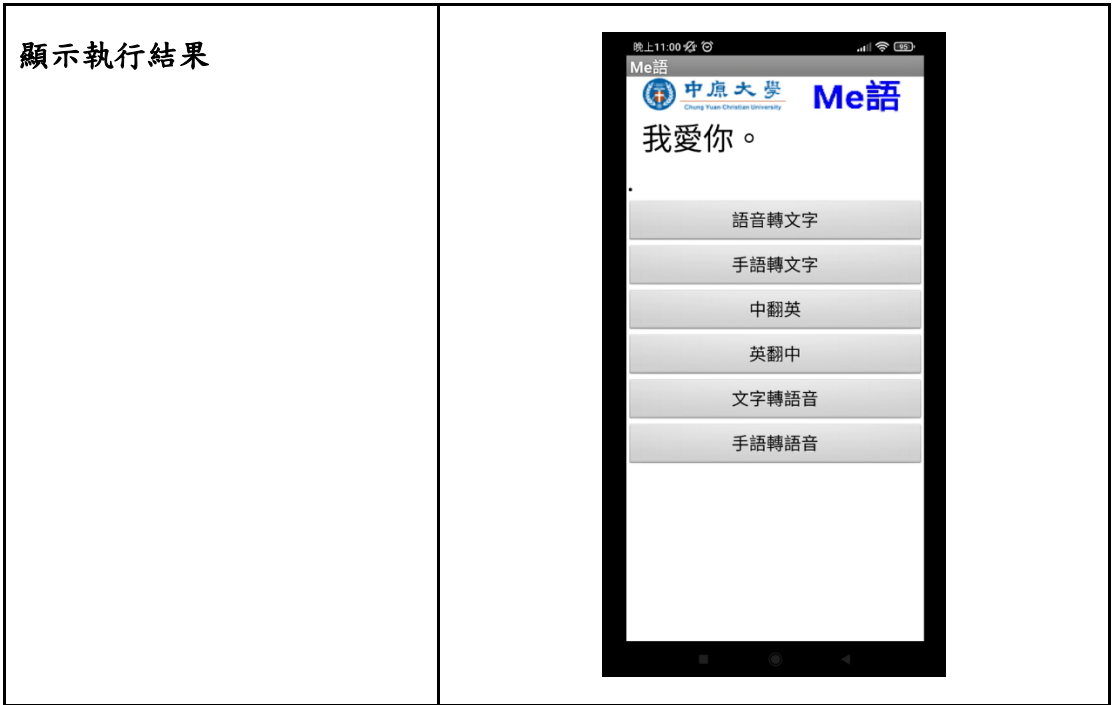 顯示執行結果
晚上11:00
95
Me語
中原大學
Chung Yuan Christian University
Me語
我愛你。
.
語音轉文字
手語轉文字
中翻英
英翻中
文字轉語音
手語轉語音